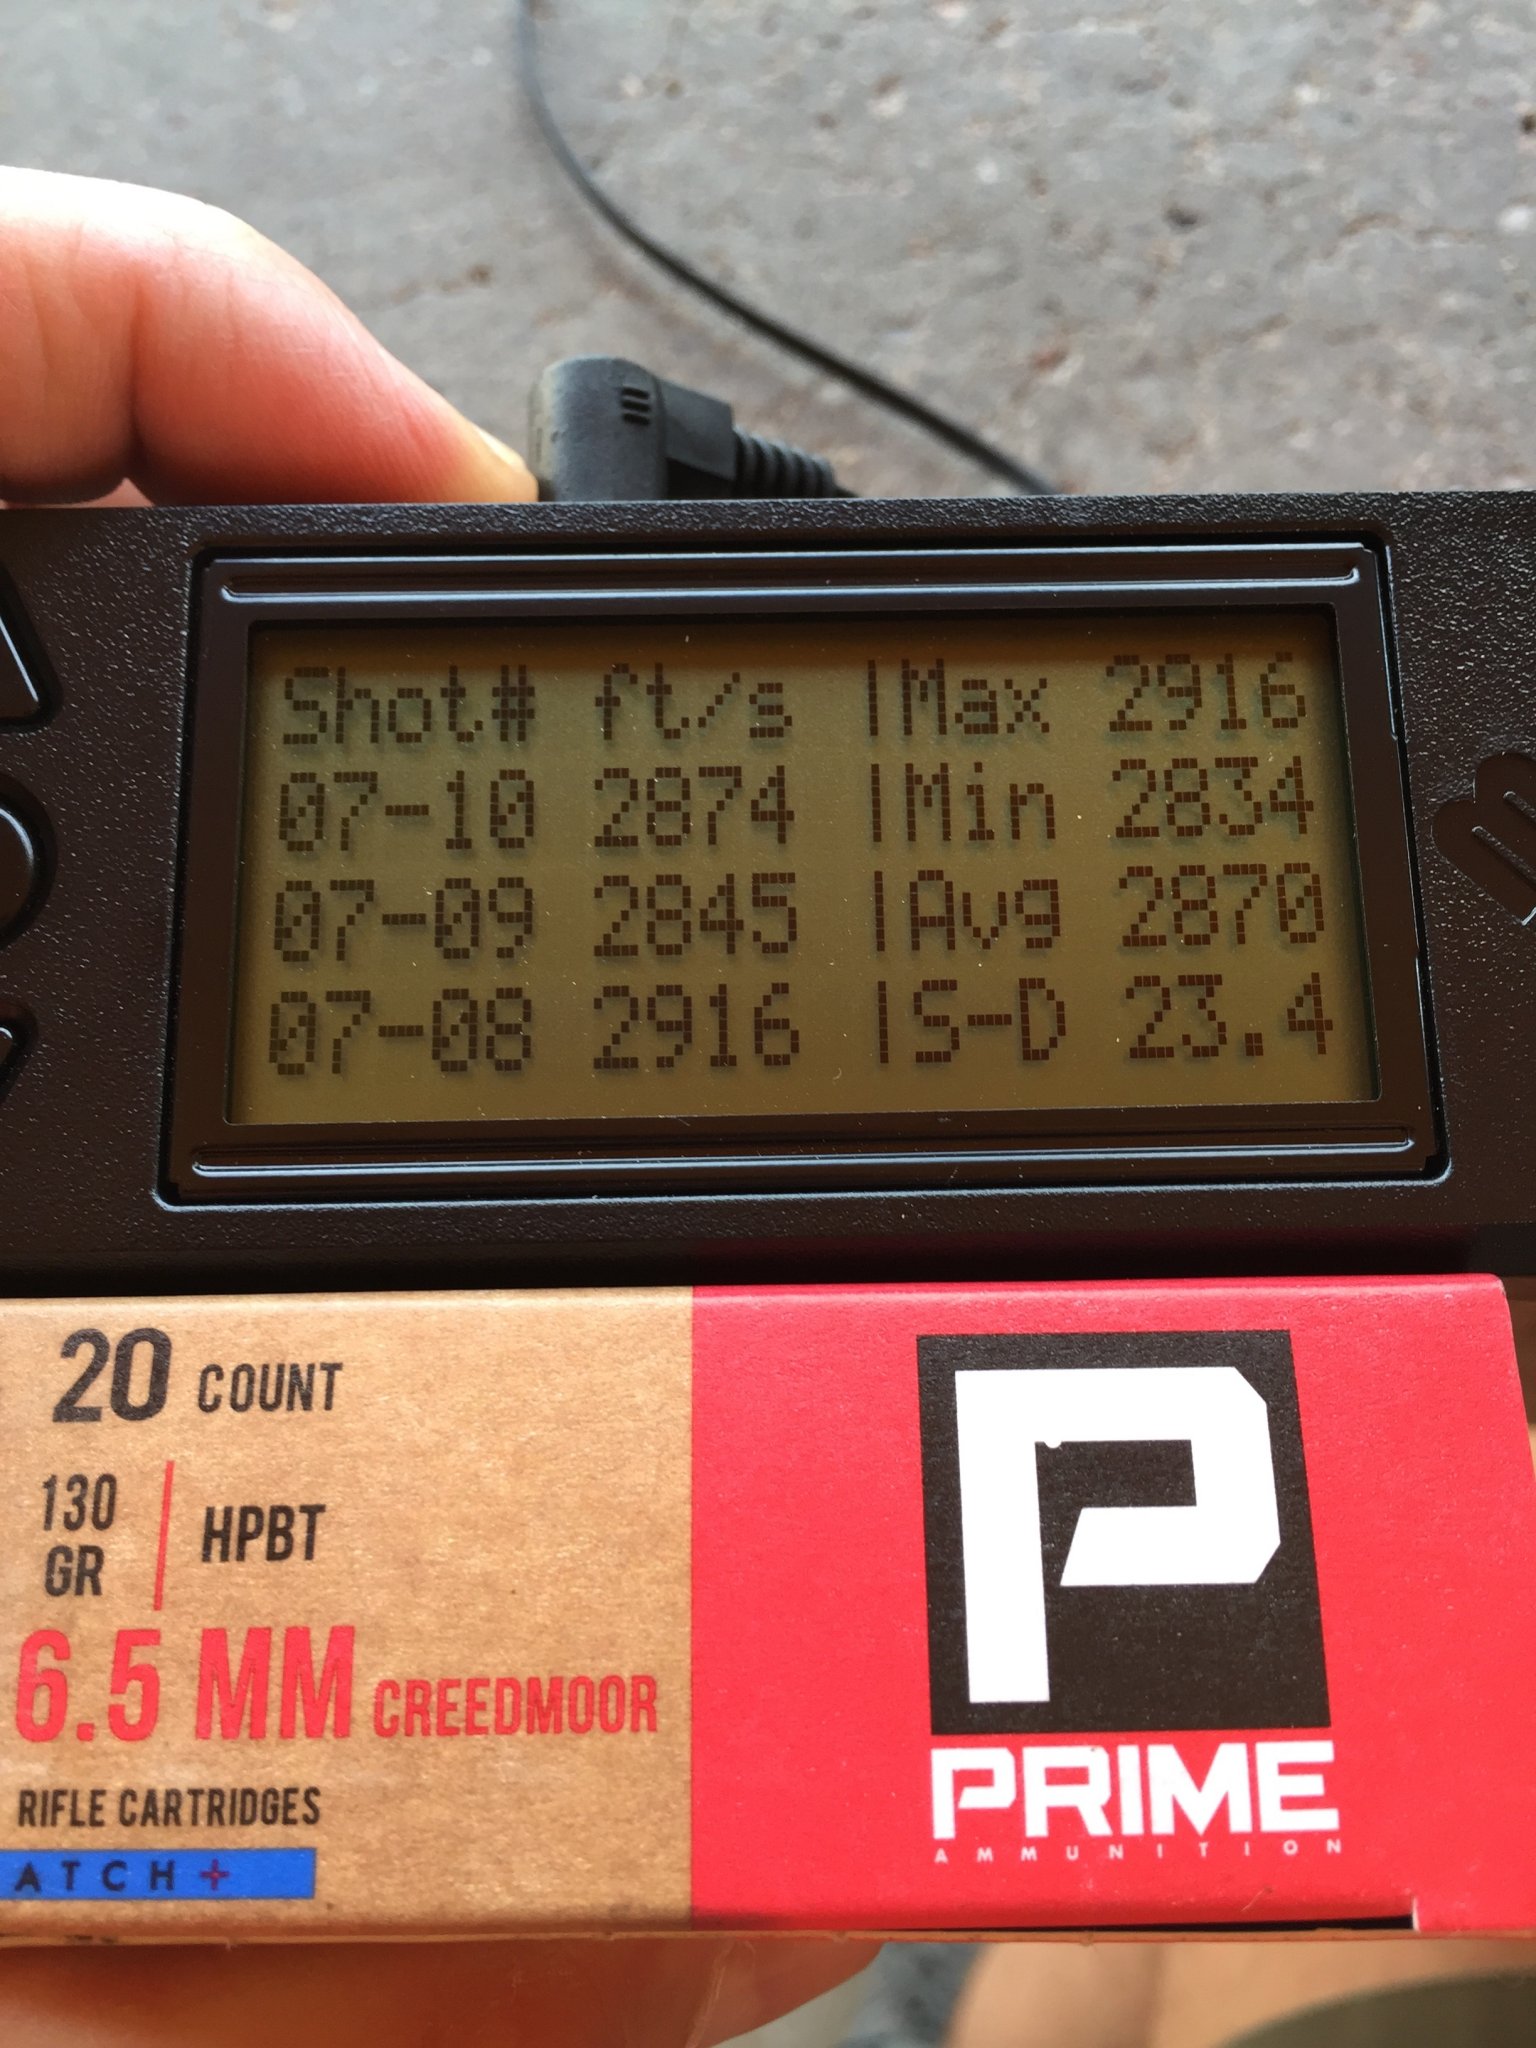 Shot# ft/s |Max 2916
07-10 2874 |Min 2834
07-09 2845 |Avg 2870
07-08 2916 |S-D 23.4
20 COUNT
130 GR | HPBT
6.5 MM CREEDMOOR
RIFLE CARTRIDGES
ATCH+
P
PRIME
AMMUNITION